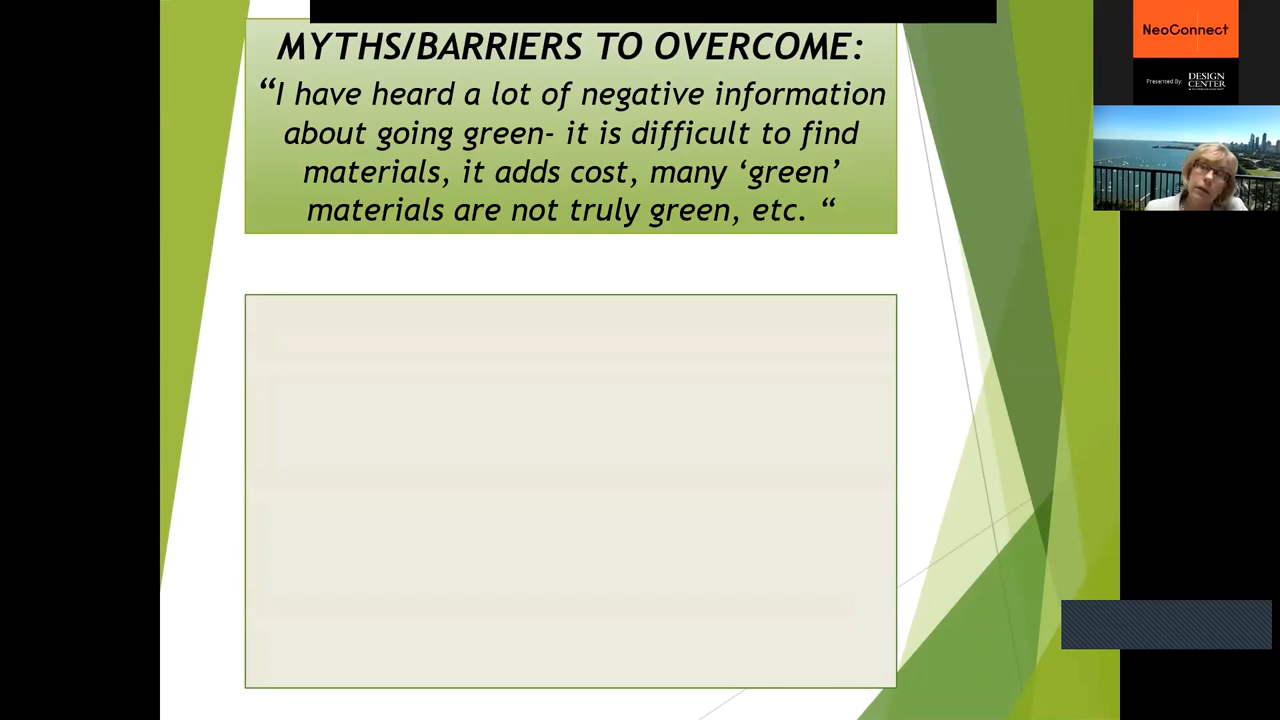 MYTHS/BARRIERS TO OVERCOME:
“I have heard a lot of negative information
about going green- it is difficult to find
materials, it adds cost, many ‘green’
materials are not truly green, etc. “
NeoConnect
Presented By: DESIGN
CENTER